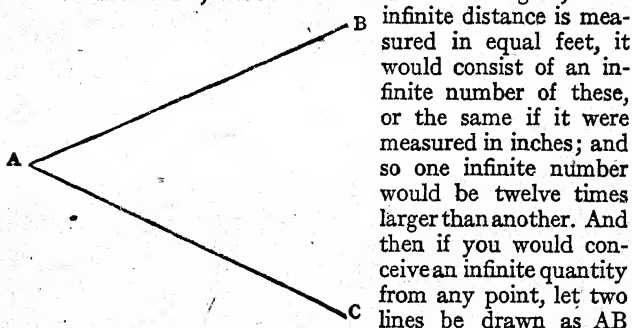 B
infinite distance is mea-
sured in equal feet, it
would consist of an in-
finite number of these,
or the same if it were
measured in inches; and
A
so one infinite number
would be twelve times
larger than another. And
then if you would con-
ceive an infinite quantity
from any point, let two
C
lines be drawn as AB